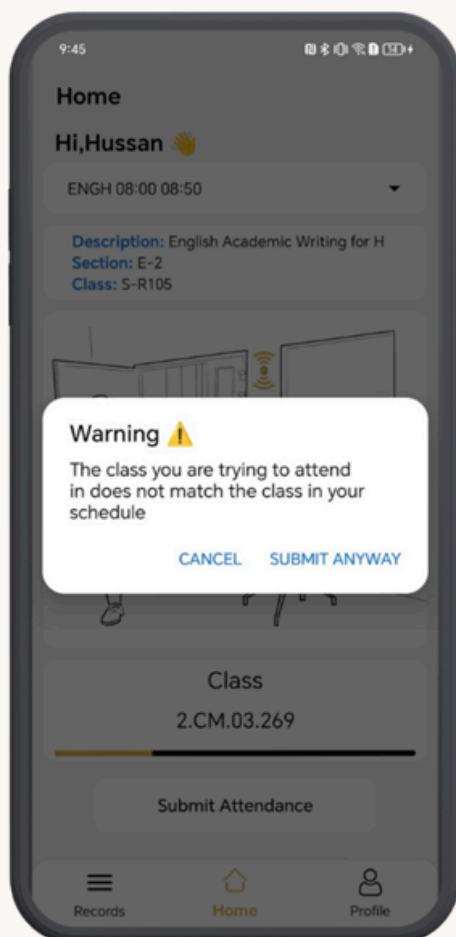 9:45
14
Home
Hi,Hussan 👋
ENGH 08:00 08:50
Description: English Academic Writing for H
Section: E-2
Class: S-R105
Warning ⚠️
The class you are trying to attend
in does not match the class in your
schedule
CANCEL SUBMIT ANYWAY
Class
2.CM.03.269
Submit Attendance
Records Home Profile